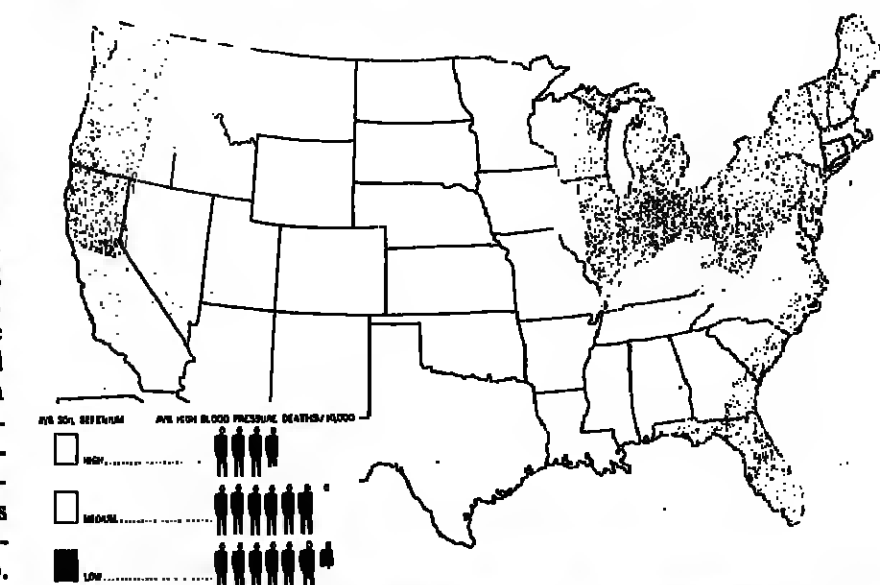 AVG SOIL SELENIUM
AVG HIGH BLOOD PRESSURE DEATHS/10,000
HIGH
MEDIUM
LOW